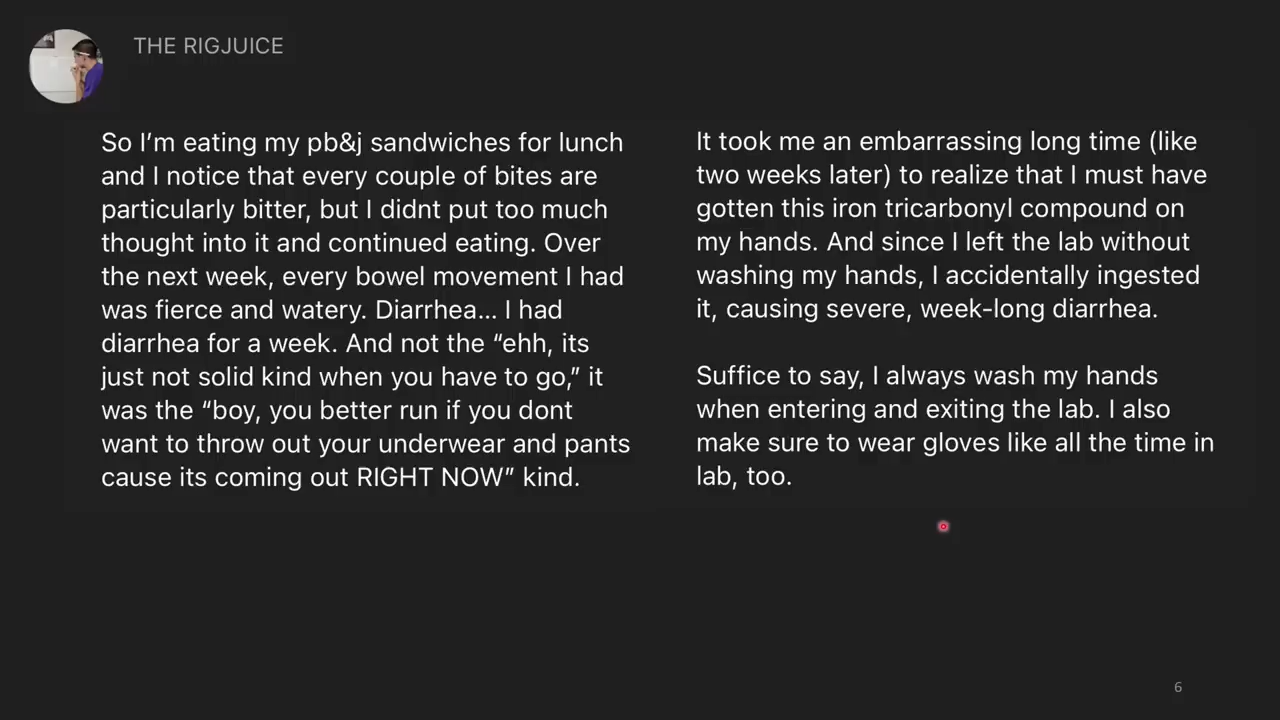 THE RIGJUICE
So I’m eating my pb&j sandwiches for lunch
and I notice that every couple of bites are
particularly bitter, but I didnt put too much
thought into it and continued eating. Over
the next week, every bowel movement I had
was fierce and watery. Diarrhea... I had
diarrhea for a week. And not the “ehh, its
just not solid kind when you have to go,” it
was the “boy, you better run if you dont
want to throw out your underwear and pants
cause its coming out RIGHT NOW” kind.
It took me an embarrassing long time (like
two weeks later) to realize that I must have
gotten this iron tricarbonyl compound on
my hands. And since I left the lab without
washing my hands, I accidentally ingested
it, causing severe, week-long diarrhea.
Suffice to say, I always wash my hands
when entering and exiting the lab. I also
make sure to wear gloves like all the time in
lab, too.
6